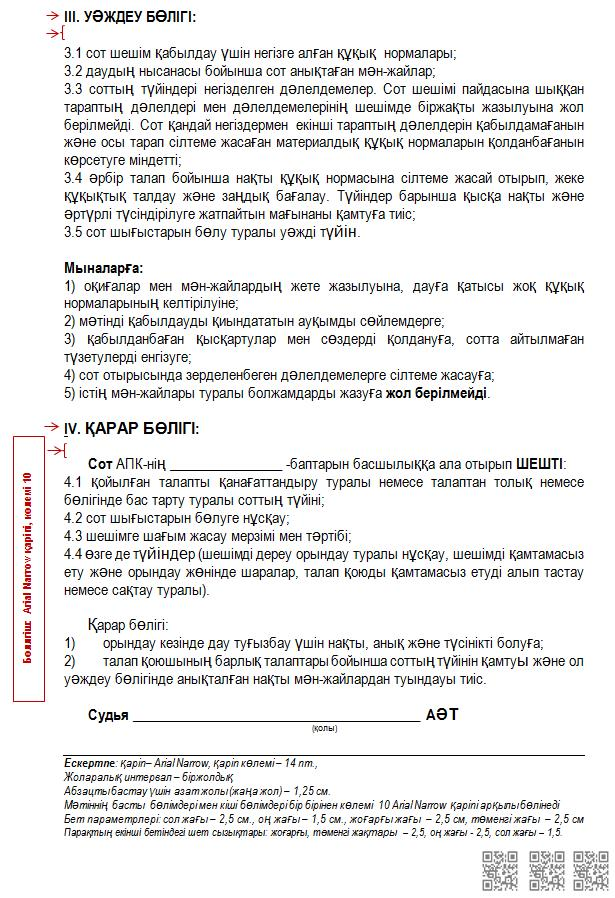 III. УӘЖДЕУ БӨЛІГІ:
3.1 сот шешім қабылдау үшін негізге алған құқық нормалары;
3.2 даудың нысанасы бойынша сот анықтаған мән-жайлар;
3.3 соттың түйіндері негізделген дәлелдемелер. Сот шешімі пайдасына шыққан
тараптың дәлелдері мен дәлелдемелерінің шешімде біржақты жазылуына жол
берілмейді. Сот қандай негіздермен екінші тараптың дәлелдерін қабылдамағанын
және осы тарап сілтеме жасаған материалдық құқық нормаларын қолданбағанын
көрсетуге міндетті;
3.4 әрбір талап бойынша нақты құқық нормасына сілтеме жасай отырып, жеке
құқықтық талдау және заңдық бағалау. Түйіндер барынша қысқа нақты және
әртүрлі түсіндірілуге жатпайтын мағынаны қамтуға тиіс;
3.5 сот шығыстарын бөлу туралы уәжді түйін.
Мыналарға:
1) оқиғалар мен мән-жайлардың жете жазылуына, дауға қатысы жоқ құқық
нормаларының келтірілуіне;
2) мәтінді қабылдауды қиындататын ауқымды сөйлемдерге;
3) қабылданбаған қысқартулар мен сөздерді қолдануға, сотта айтылмаған
түзетулерді енгізуге;
4) сот отырысында зерделенбеген дәлелдемелерге сілтеме жасауға;
5) істің мән-жайлары туралы болжамдарды жазуға жол берілмейді.
IV. ҚАРАР БӨЛІГІ:
Бөлгіш: Arial Narrow қарігі, көлемі 10
Сот АПК-нің _______________ -баптарын басшылыққа ала отырып ШЕШТІ:
4.1 қойылған талапты қанағаттандыру туралы немесе талаптан толық немесе
бөлігінде бас тарту туралы соттың түйіні;
4.2 сот шығыстарын бөлуге нұсқау;
4.3 шешімге шағым жасау мерзімі мен тәртібі;
4.4 өзге де түйіндер (шешімді дереу орындау туралы нұсқау, шешімді қамтамасыз
ету және орындау жөнінде шаралар, талап қоюды қамтамасыз етуді алып тастау
немесе сақтау туралы).
Қарар бөлігі:
1) орындау кезінде дау туғызбау үшін нақты, анық және түсінікті болуға;
2) талап қоюшының барлық талаптары бойынша соттың түйінін қамтуы және ол
уәждеу бөлігінде анықталған нақты мән-жайлардан туындауы тиіс.
Судья ______________________________________ АӘТ
(қолы)
Ескертпе: қаріп– Arial Narrow, қаріп көлемі – 14 пт.,
Жоларалық интервал – біржолдық
Абзацты бастау үшін азат жолы (жаңа жол) – 1,25 см.
Мәтіннің басты бөлімдері мен кіші бөлімдері бір бірінен көлемі 10 Arial Narrow қаріпі арқылы бөлінеді
Бет параметрлері: сол жағы – 2,5 см., оң жағы – 1,5 см., жоғарғы жағы – 2,5 см, төменгі жағы – 2,5 см
Парақтың екінші бетіндегі шет сызықтары: жоғарғы, төменгі жақтары – 2,5, оң жағы - 2,5, сол жағы – 1,5.